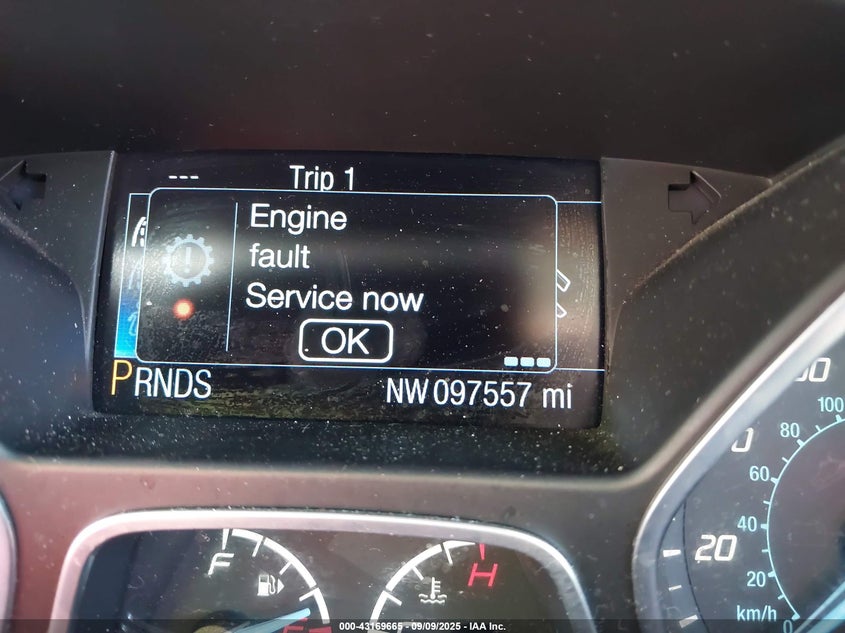 --- Trip 1
Engine
fault
Service now
OK
PRNDS NW 097557 mi
100
80
60
40
20
20
km/h
0
F
H
000-43169665 - 09/09/2025 - IAA Inc.